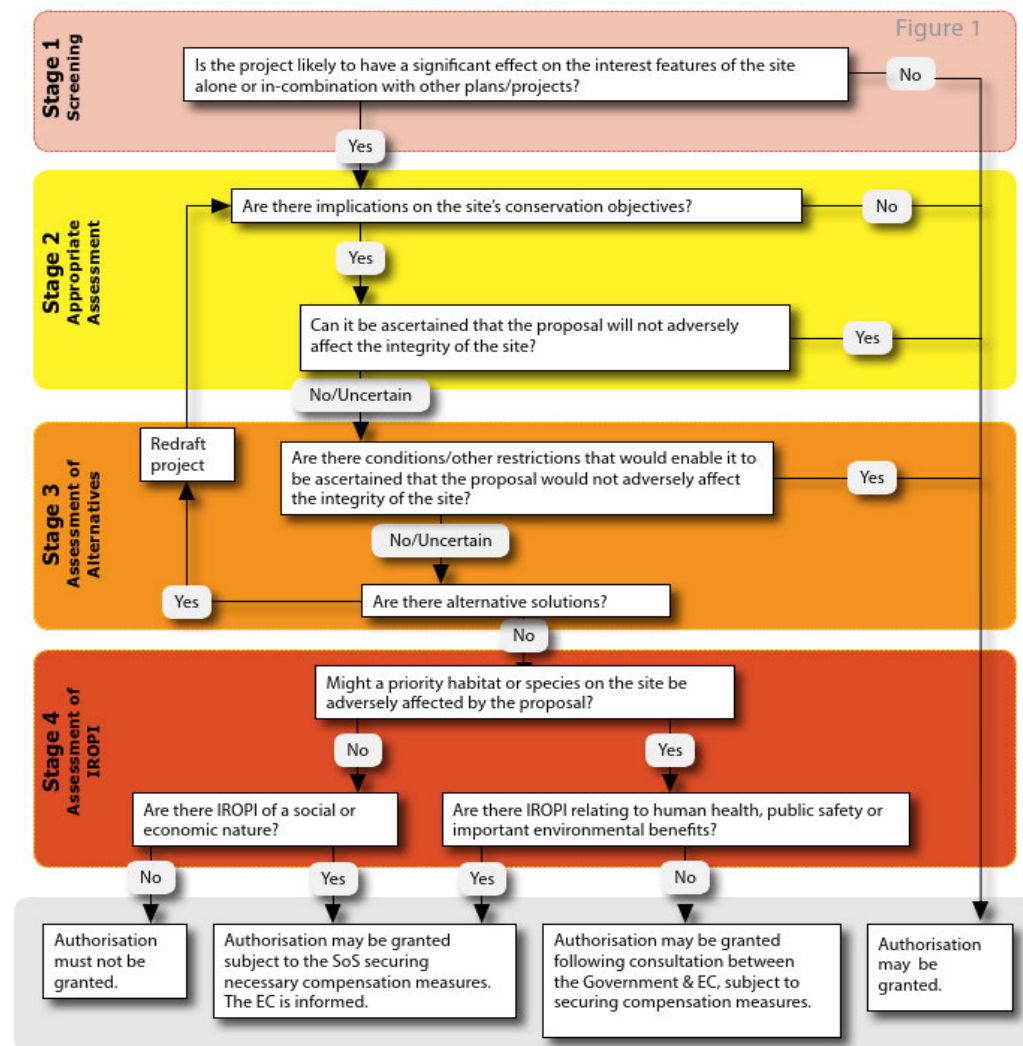 Figure 1
Stage 1
Screening
Is the project likely to have a significant effect on the interest features of the site
alone or in-combination with other plans/projects?
No
Yes
Stage 2
Appropriate
Assessment
Are there implications on the site's conservation objectives?
No
Yes
Can it be ascertained that the proposal will not adversely
affect the integrity of the site?
Yes
No/Uncertain
Stage 3
Assessment of
Alternatives
Redraft
project
Are there conditions/other restrictions that would enable it to
be ascertained that the proposal would not adversely affect
the integrity of the site?
Yes
No/Uncertain
Yes
Are there alternative solutions?
No
Stage 4
Assessment of
IROPI
Might a priority habitat or species on the site be
adversely affected by the proposal?
No
Yes
Are there IROPI of a social or
economic nature?
Are there IROPI relating to human health, public safety or
important environmental benefits?
No
Yes
Yes
No
Authorisation
must not be
granted.
Authorisation may be granted
subject to the SoS securing
necessary compensation measures.
The EC is informed.
Authorisation may be granted
following consultation between
the Government & EC, subject to
securing compensation measures.
Authorisation
may be
granted.